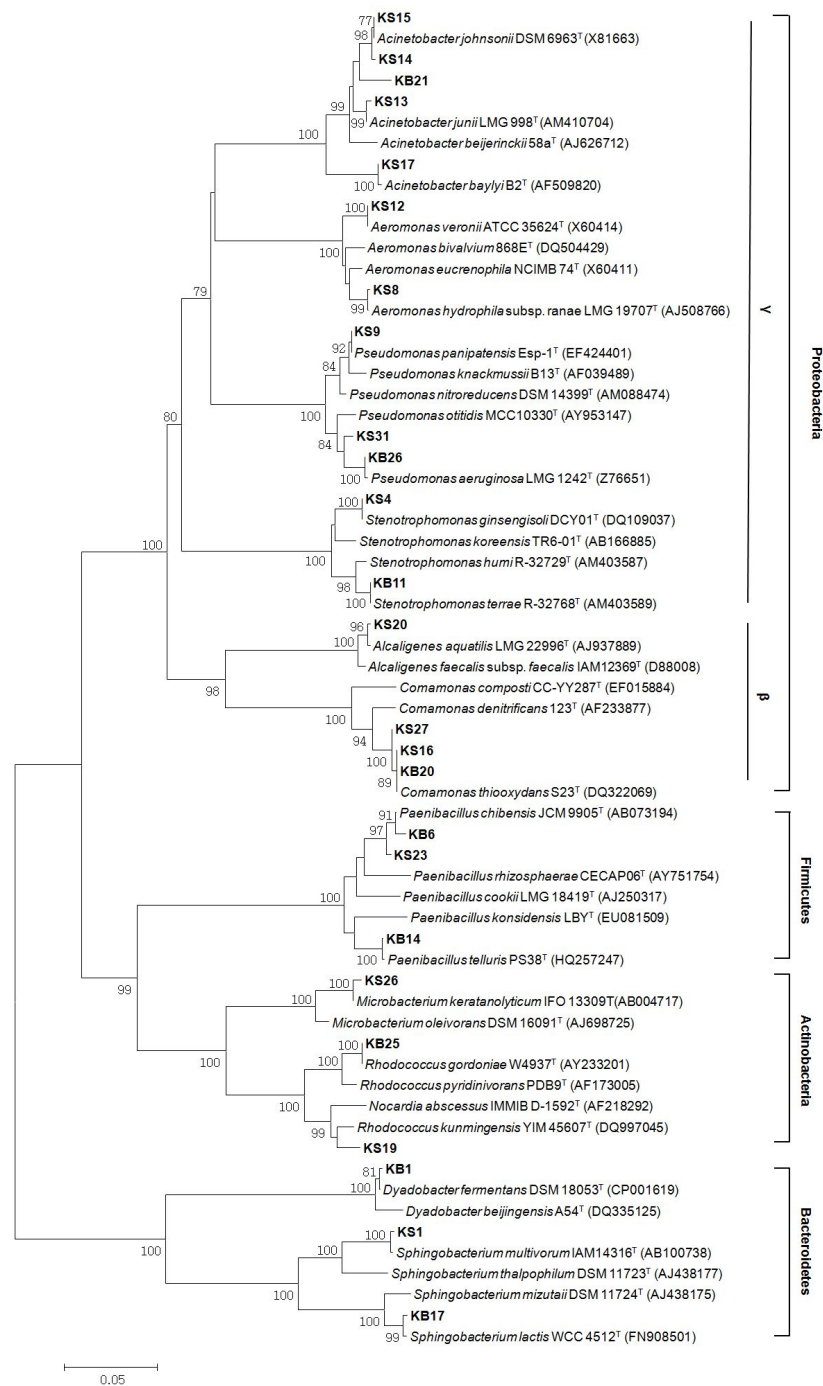 77
KS15
98
Acinetobacter johnsonii DSM 6963T (X81663)
KS14
KB21
99
KS13
99
Acinetobacter junii LMG 998T (AM410704)
100
Acinetobacter beijerinckii 58aT (AJ626712)
KS17
100
Acinetobacter baylyi B2T (AF509820)
100
KS12
Aeromonas veronii ATCC 35624T (X60414)
100
Aeromonas bivalvium 868ET (DQ504429)
Aeromonas eucrenophila NCIMB 74T (X60411)
79
KS8
99
Aeromonas hydrophila subsp. ranae LMG 19707T (AJ508766)
γ
KS9
92
Pseudomonas panipatensis Esp-1T (EF424401)
84
Pseudomonas knackmussii B13T (AF039489)
Pseudomonas nitroreducens DSM 14399T (AM088474)
100
Pseudomonas otitidis MCC10330T (AY953147)
80
84
KS31
KB26
100
Pseudomonas aeruginosa LMG 1242T (Z76651)
Proteobacteria
100
KS4
Stenotrophomonas ginsengisoli DCY01T (DQ109037)
100
Stenotrophomonas koreensis TR6-01T (AB166885)
100
Stenotrophomonas humi R-32729T (AM403587)
98
KB11
100
Stenotrophomonas terrae R-32768T (AM403589)
96
KS20
100
Alcaligenes aquatilis LMG 22996T (AJ937889)
Alcaligenes faecalis subsp. faecalis IAM12369T (D88008)
98
Comamonas composti CC-YY287T (EF015884)
β
100
Comamonas denitrificans 123T (AF233877)
94
KS27
100
KS16
KB20
89
Comamonas thiooxydans S23T (DQ322069)
91
Paenibacillus chibensis JCM 9905T (AB073194)
97
KB6
KS23
Paenibacillus rhizosphaerae CECAP06T (AY751754)
100
Paenibacillus cookii LMG 18419T (AJ250317)
Paenibacillus konsidensis LBYT (EU081509)
KB14
100
Paenibacillus telluris PS38T (HQ257247)
Firmicutes
99
100
KS26
Microbacterium keratanolyticum IFO 13309T(AB004717)
100
Microbacterium oleivorans DSM 16091T (AJ698725)
100
100
KB25
100
Rhodococcus gordoniae W4937T (AY233201)
Rhodococcus pyridinivorans PDB9T (AF173005)
100
Nocardia abscessus IMMIB D-1592T (AF218292)
99
Rhodococcus kunmingensis YIM 45607T (DQ997045)
KS19
Actinobacteria
81
KB1
100
Dyadobacter fermentans DSM 18053T (CP001619)
Dyadobacter beijingensis A54T (DQ335125)
100
100
KS1
100
Sphingobacterium multivorum IAM14316T (AB100738)
Sphingobacterium thalpophilum DSM 11723T (AJ438177)
100
Sphingobacterium mizutaii DSM 11724T (AJ438175)
100
KB17
99
Sphingobacterium lactis WCC 4512T (FN908501)
Bacteroidetes
0.05